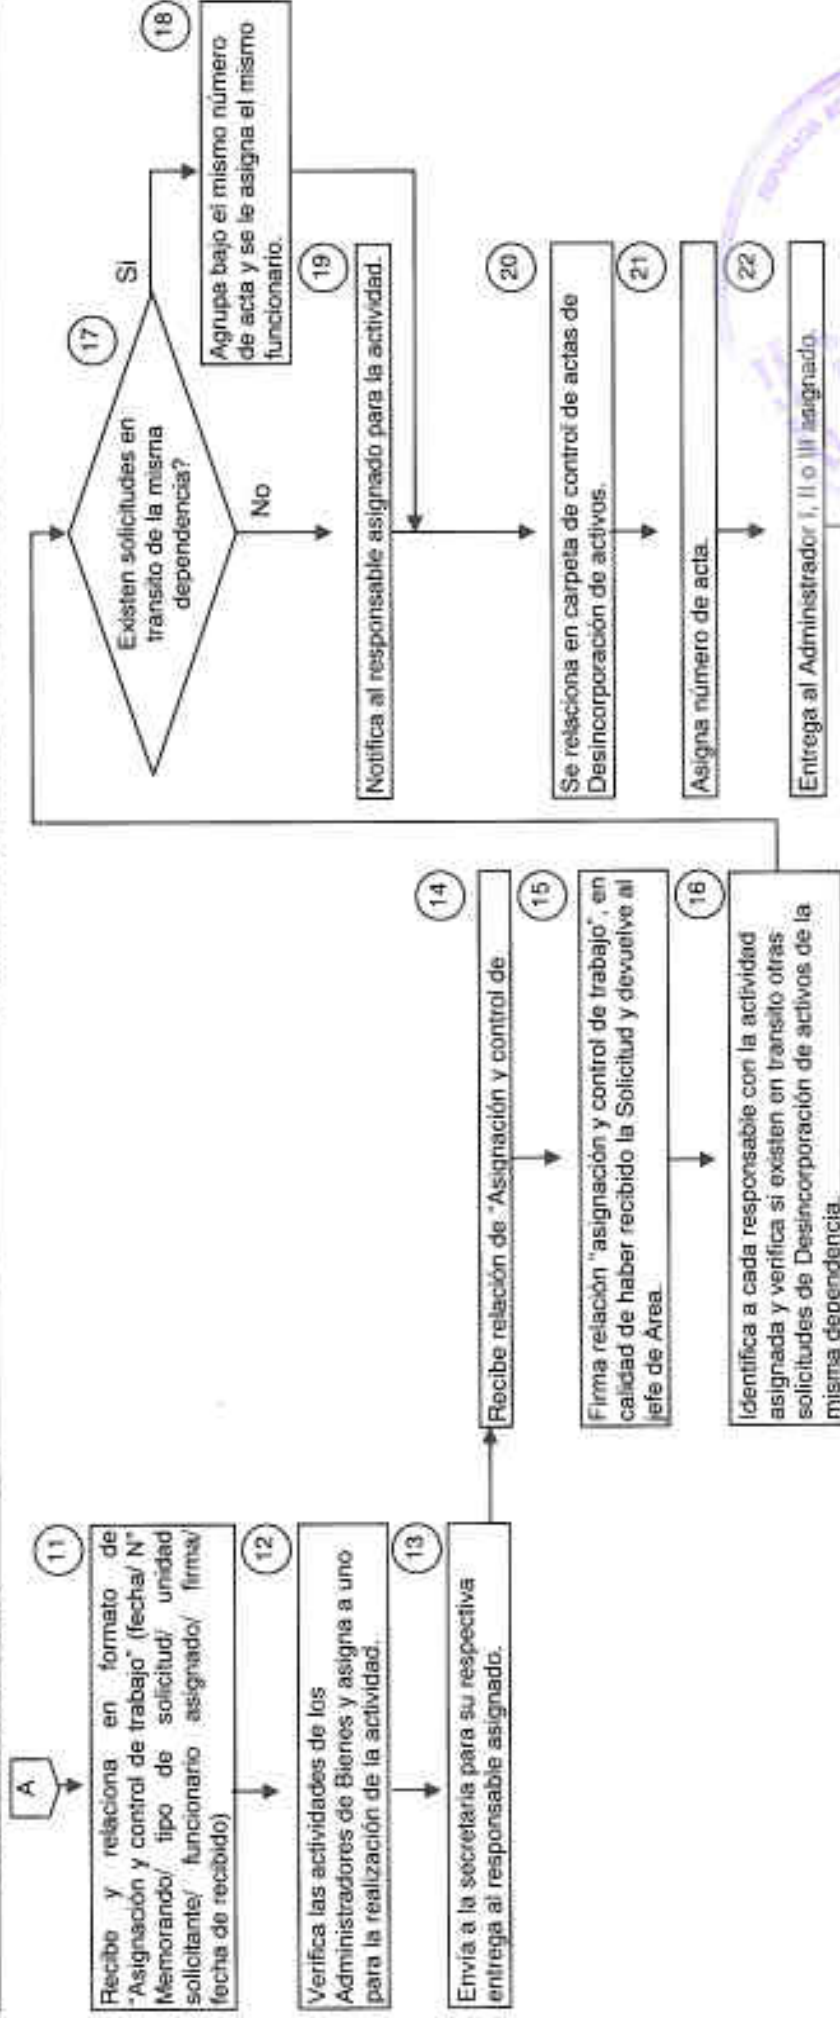 A
11
Recibe y relaciona en formato de
"Asignación y control de trabajo" (fecha/ N°
Memorando/ tipo de solicitud/ unidad
solicitante/ funcionario asignado/ firma/
fecha de recibido)
12
Verifica las actividades de los
Administradores de Bienes y asigna a uno
para la realización de la actividad.
13
Envía a la secretaria para su respectiva
entrega al responsable asignado.
14
Recibe relación de "Asignación y control de
15
Firma relación "asignación y control de trabajo", en
calidad de haber recibido la Solicitud y devuelve al
jefe de Area.
16
Identifica a cada responsable con la actividad
asignada y verifica si existen en transito otras
solicitudes de Desincorporación de activos de la
misma dependencia.
17
Existen solicitudes en
transito de la misma
dependencia?
Si
No
18
Agrupa bajo el mismo número
de acta y se le asigna el mismo
funcionario.
19
Notifica al responsable asignado para la actividad.
20
Se relaciona en carpeta de control de actas de
Desincorporación de activos.
21
Asigna número de acta.
22
Entrega al Administrador I, II o III asignado.